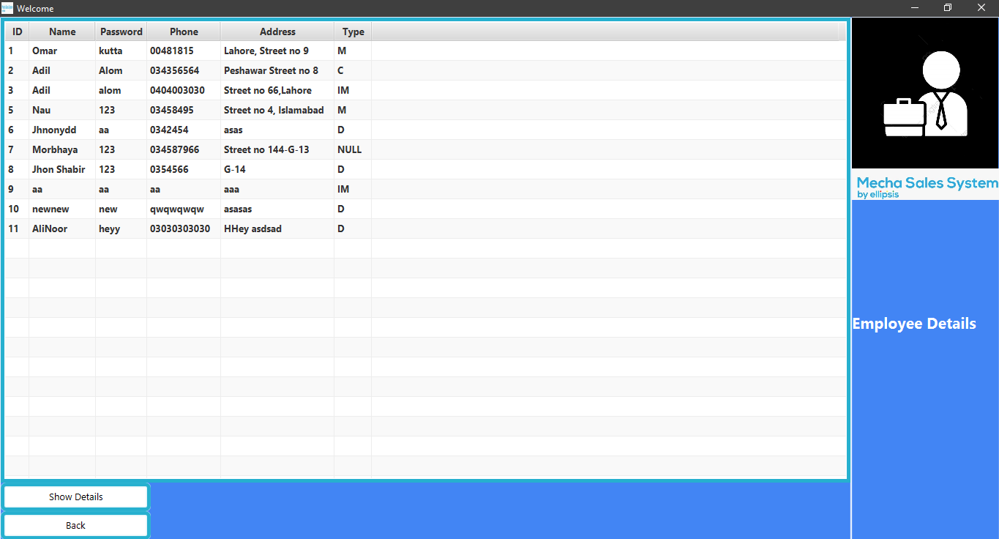 Welcome
ID Name Password Phone Address Type
1 Omar kutta 00481815 Lahore, Street no 9 M
2 Adil Alom 034356564 Peshawar Street no 8 C
3 Adil alom 0404003030 Street no 66,Lahore IM
5 Nau 123 03458495 Street no 4, Islamabad M
6 Jhnonydd aa 0342454 asas D
7 Morbhaya 123 034587966 Street no 144-G-13 NULL
8 Jhon Shabir 123 0354566 G-14 D
9 aa aa aa aaa IM
10 newnew new qwqwqwqw asasas D
11 AliNoor heyy 03030303030 HHey asdsad D
Show Details
Back
Mecha Sales System
by ellipsis
Employee Details